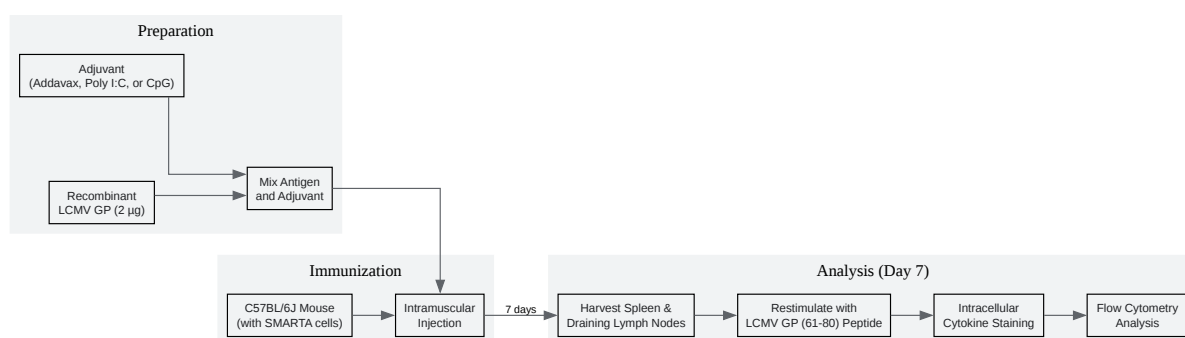 Preparation
Adjuvant
(Addavax, Poly I:C, or CpG)
Recombinant
LCMV GP (2 µg)
Mix Antigen
and Adjuvant
Immunization
C57BL/6J Mouse
(with SMARTA cells)
Intramuscular
Injection
7 days
Analysis (Day 7)
Harvest Spleen &
Draining Lymph Nodes
Restimulate with
LCMV GP (61-80) Peptide
Intracellular
Cytokine Staining
Flow Cytometry
Analysis